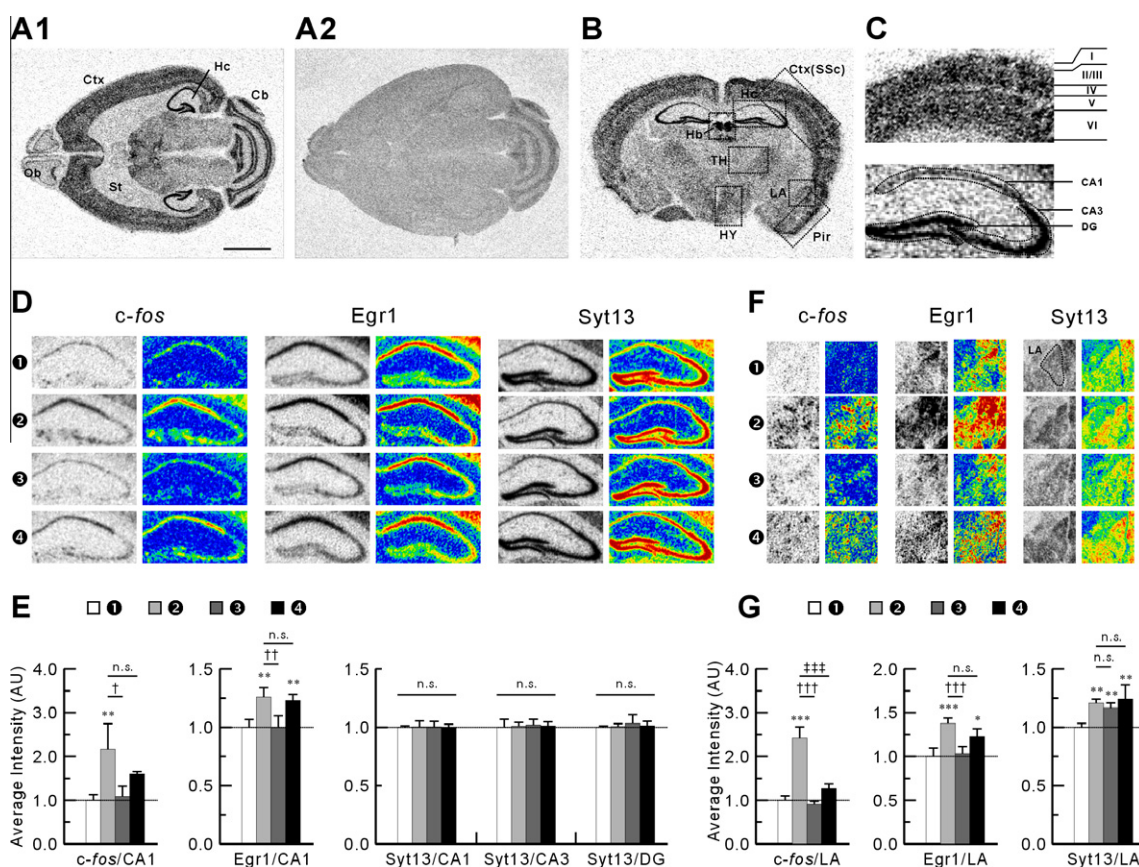 A1
A2
B
C
Ctx
Hc
Cb
Ob
St
Ctx(SSc)
Hc
Hb
TH
LA
HY
Pir
I
II/III
IV
V
VI
CA1
CA3
DG
D
c-fos
Egr1
Syt13
❶
❷
❸
❹
F
c-fos
Egr1
Syt13
❶
LA
❷
❸
❹
E
❶ ❷ ❸ ❹
Average Intensity (AU)
4.0
3.0
2.0
1.0
0.0
n.s.
†
**
c-fos/CA1
1.5
1.0
0.5
0.0
n.s.
††
** **
Egr1/CA1
1.5
1.0
0.5
0.0
n.s. n.s. n.s.
Syt13/CA1 Syt13/CA3 Syt13/DG
G
❶ ❷ ❸ ❹
Average Intensity (AU)
4.0
3.0
2.0
1.0
0.0
‡‡‡
†††
***
c-fos/LA
2.0
1.5
1.0
0.5
0.0
n.s.
†††
*** *
Egr1/LA
1.5
1.0
0.5
0.0
n.s.
n.s.
** ** **
Syt13/LA